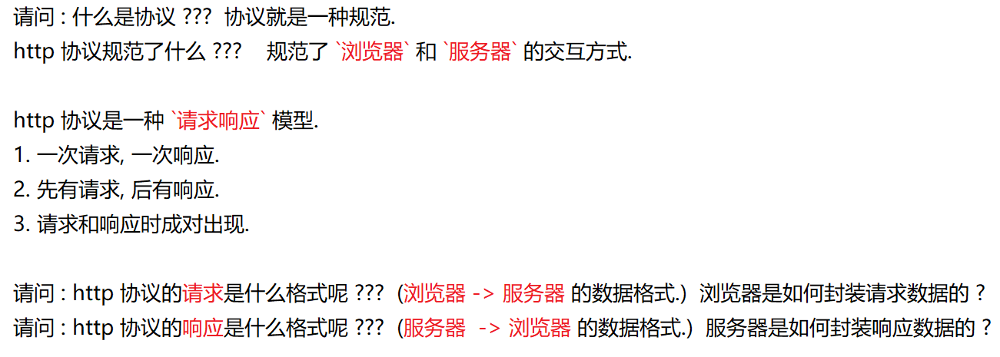 请问 : 什么是协议 ???  协议就是一种规范.
http 协议规范了什么 ???    规范了 `浏览器` 和 `服务器` 的交互方式.
http 协议是一种 `请求响应` 模型.
1. 一次请求, 一次响应.
2. 先有请求, 后有响应.
3. 请求和响应时成对出现.
请问 : http 协议的请求是什么格式呢 ???  (浏览器 -> 服务器 的数据格式.)  浏览器是如何封装请求数据的 ?
请问 : http 协议的响应是什么格式呢 ???  (服务器  -> 浏览器 的数据格式.)  服务器是如何封装响应数据的 ?